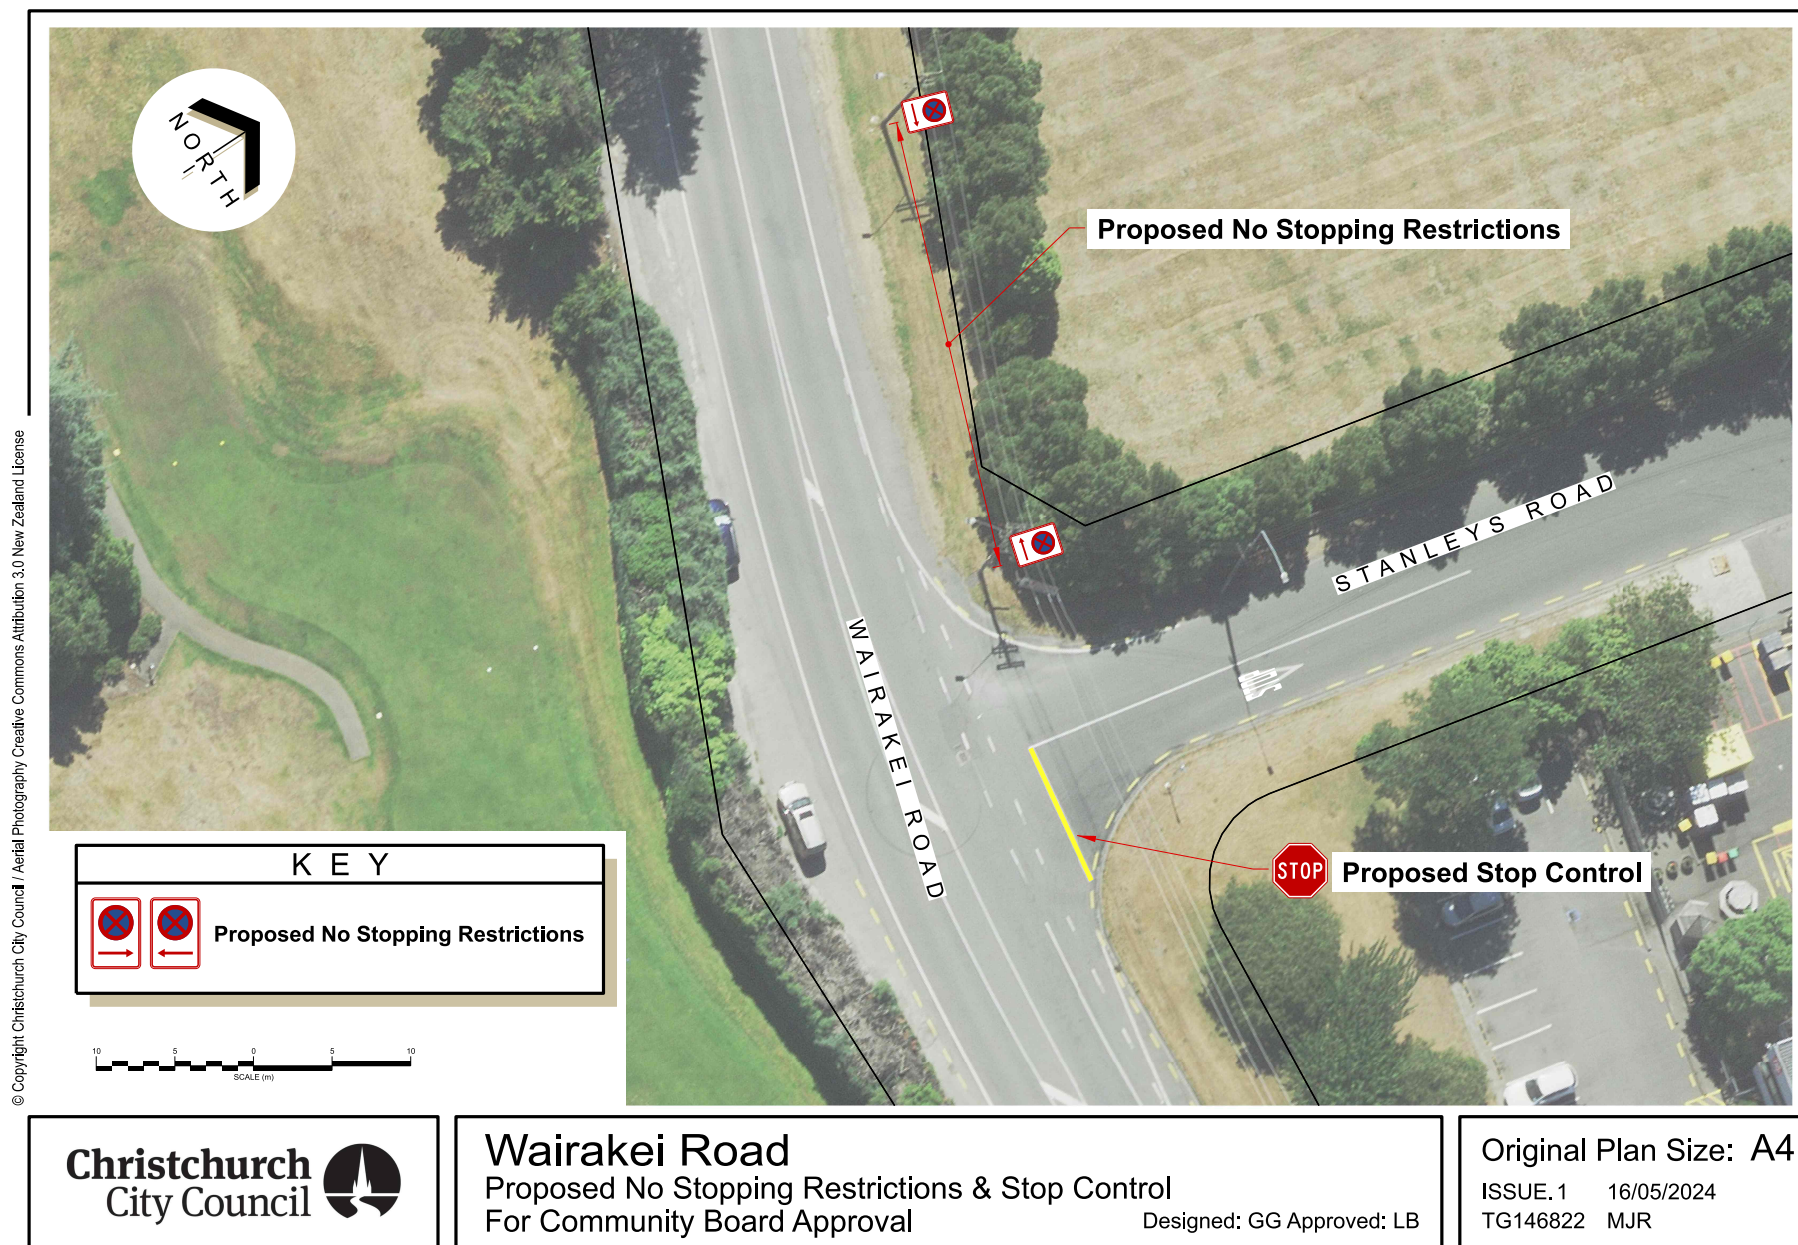 NORTH
Proposed No Stopping Restrictions
STANLEYS ROAD
WAIRAKEI ROAD
STOP
Proposed Stop Control
KEY
Proposed No Stopping Restrictions
10 5 0 5 10
SCALE (m)
© Copyright Christchurch City Council / Aerial Photography Creative Commons Attribution 3.0 New Zealand License
Christchurch
City Council
Wairakei Road
Proposed No Stopping Restrictions & Stop Control
For Community Board Approval
Designed: GG Approved: LB
Original Plan Size: A4
ISSUE.1 16/05/2024
TG146822 MJR